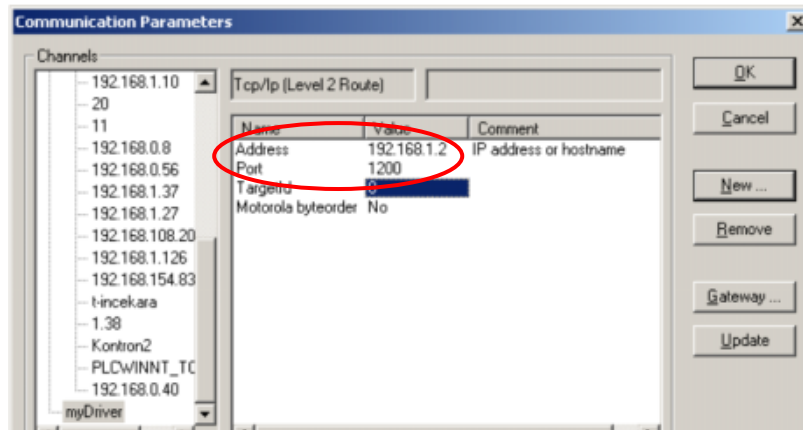 Communication Parameters
Channels
192.168.1.10
20
11
192.168.0.8
192.168.0.56
192.168.1.37
192.168.1.27
192.168.108.20
192.168.1.126
192.168.154.83
t-incekara
1.38
Kontron2
PLCWINNT_TC
192.168.0.40
myDriver
Tcp/Ip (Level 2 Route)
Name Value Comment
Address 192.168.1.2 IP address or hostname
Port 1200
TargetId 0
Motorola byteorder No
OK
Cancel
New ...
Remove
Gateway ...
Update